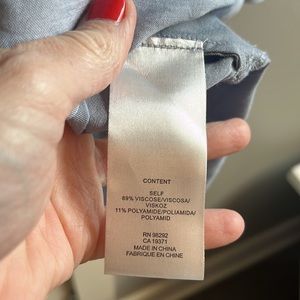 CONTENT
SELF
89% VISCOSE/VISCOSA/
VISKOZ
11% POLYAMIDE/POLIAMIDA/
POLYAMID
RN 98292
CA 19371
MADE IN CHINA
FABRIQUE EN CHINE